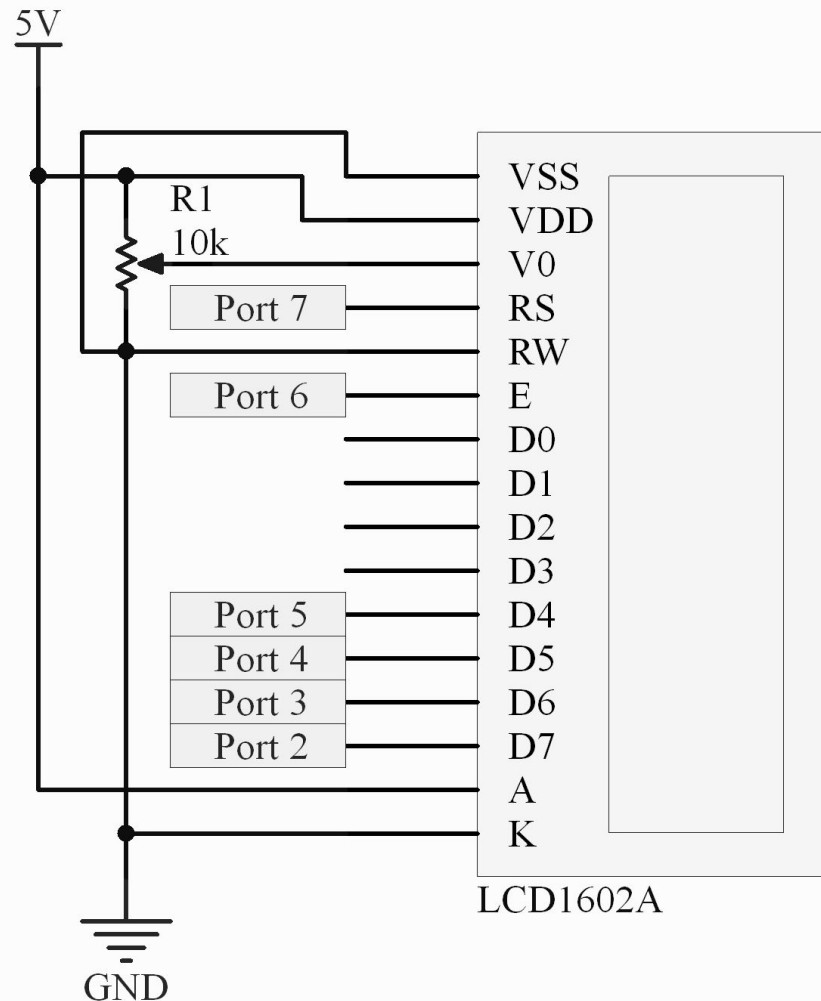 5V
R1
10k
VSS
VDD
V0
Port 7 RS
RW
Port 6 E
D0
D1
D2
D3
Port 5 D4
Port 4 D5
Port 3 D6
Port 2 D7
A
K
LCD1602A
GND